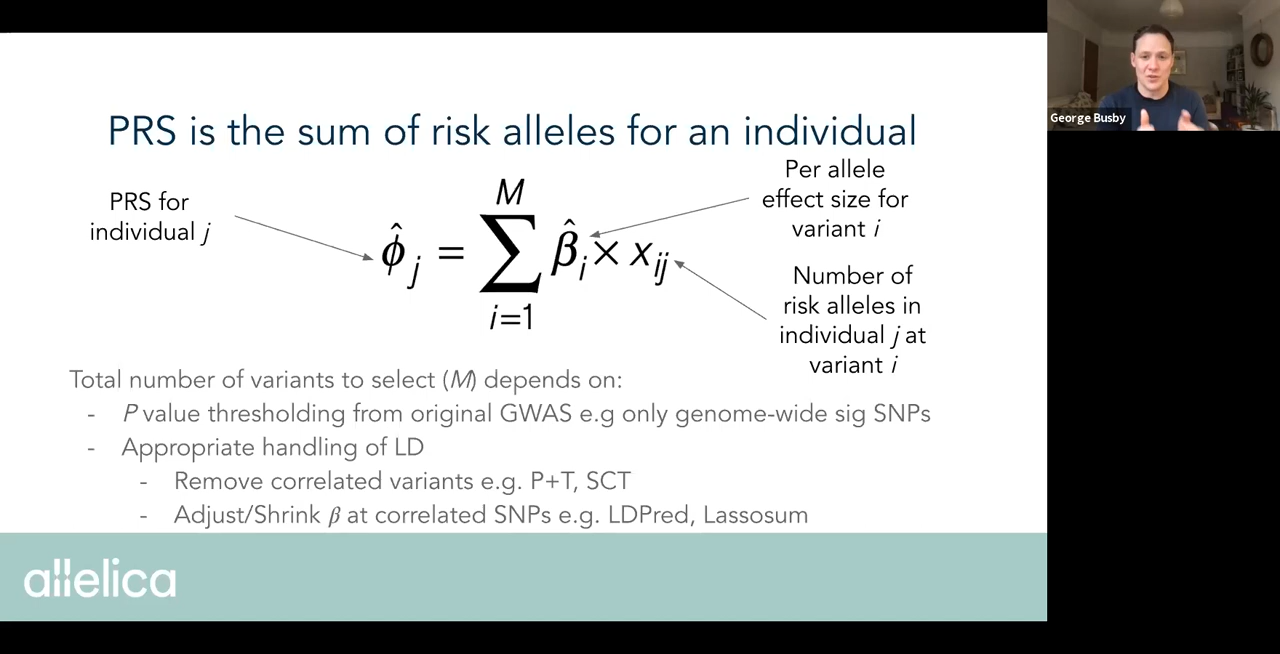 PRS is the sum of risk alleles for an individual
PRS for
individual j
M
ϕ̂j = ∑ β̂i × xij
i=1
Per allele
effect size for
variant i
Number of
risk alleles in
individual j at
variant i
Total number of variants to select (M) depends on:
- P value thresholding from original GWAS e.g only genome-wide sig SNPs
- Appropriate handling of LD
- Remove correlated variants e.g. P+T, SCT
- Adjust/Shrink β at correlated SNPs e.g. LDPred, Lassosum
allelica
George Busby